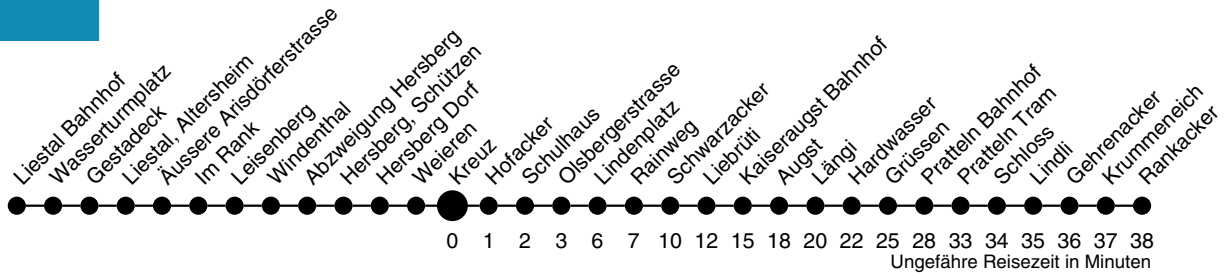 Liestal Bahnhof
Wasserturmplatz
Gestadeck
Liestal, Altersheim
Äussere Arisdörferstrasse
Im Rank
Leisenberg
Windenthal
Abzweigung Hersberg
Hersberg, Schützen
Hersberg Dorf
Weieren
Kreuz
Hofacker
Schulhaus
Olsbergerstrasse
Lindenplatz
Rainweg
Schwarzacker
Liebrüti
Kaiseraugst Bahnhof
Augst
Längi
Hardwasser
Grüssen
Pratteln Bahnhof
Pratteln Tram
Schloss
Lindli
Gehrenacker
Krummeneich
Rankacker
0 1 2 3 6 7 10 12 15 18 20 22 25 28 33 34 35 36 37 38
Ungefähre Reisezeit in Minuten